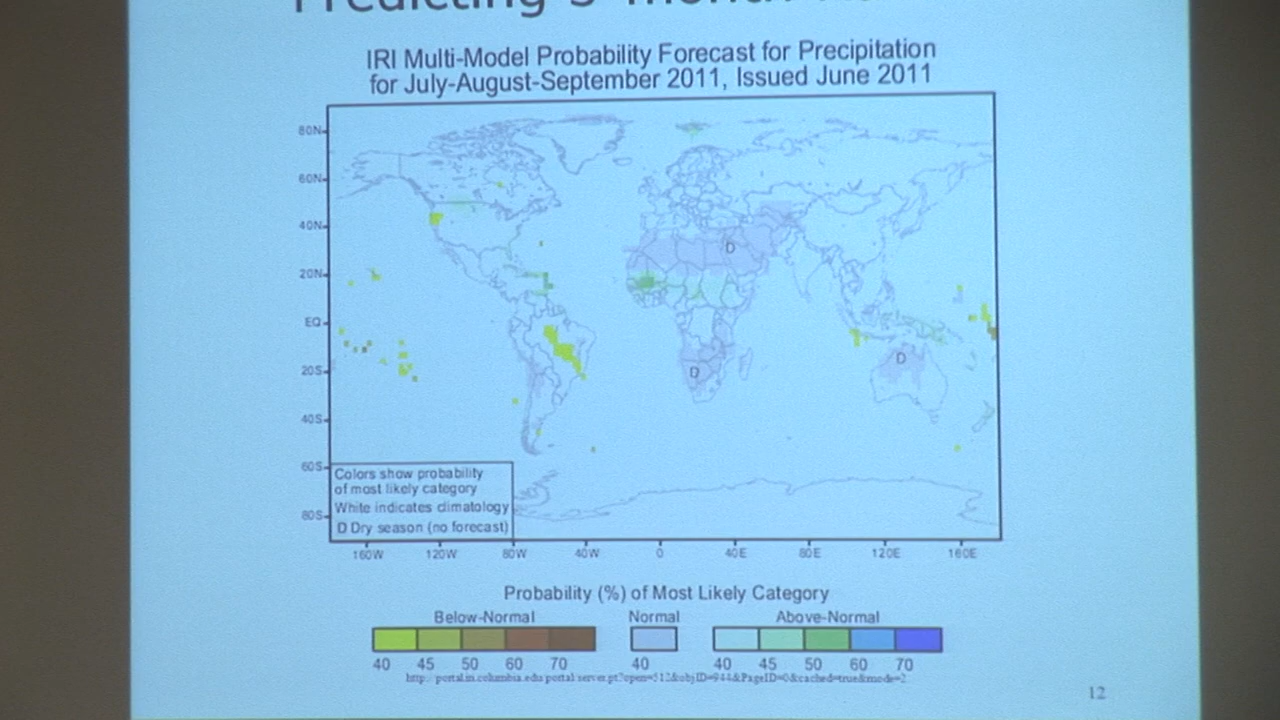 Predicting 3-month
IRI Multi-Model Probability Forecast for Precipitation
for July-August-September 2011, Issued June 2011
80N
60N
40N
20N
EQ
20S
40S
60S
80S
D
D
D
Colors show probability
of most likely category
White indicates climatology
D Dry season (no forecast)
160W 120W 80W 40W 0 40E 80E 120E 160E
Probability (%) of Most Likely Category
Below-Normal Normal Above-Normal
40 45 50 60 70 40 40 45 50 60 70
12